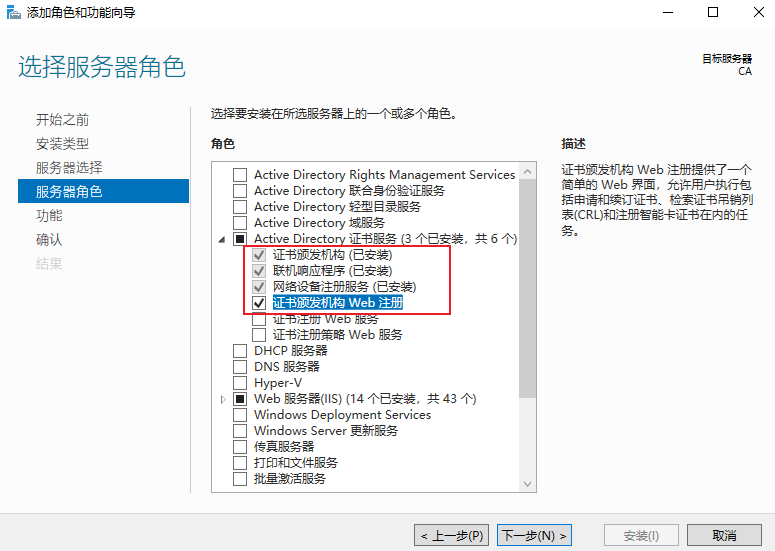 添加角色和功能向导
选择服务器角色
目标服务器
CA
开始之前
安装类型
服务器选择
服务器角色
功能
确认
结果
选择要安装在所选服务器上的一个或多个角色。
角色
Active Directory Rights Management Services
Active Directory 联合身份验证服务
Active Directory 轻型目录服务
Active Directory 域服务
Active Directory 证书服务 (3 个已安装，共 6 个)
证书颁发机构 (已安装)
联机响应程序 (已安装)
网络设备注册服务 (已安装)
证书颁发机构 Web 注册
证书注册 Web 服务
证书注册策略 Web 服务
DHCP 服务器
DNS 服务器
Hyper-V
Web 服务器(IIS) (14 个已安装，共 43 个)
Windows Deployment Services
Windows Server 更新服务
传真服务器
打印和文件服务
批量激活服务
描述
证书颁发机构 Web 注册提供了一个
简单的 Web 界面，允许用户执行包
括申请和续订证书、检索证书吊销列
表(CRL)和注册智能卡证书在内的任
务。
< 上一步(P)
下一步(N) >
安装(I)
取消